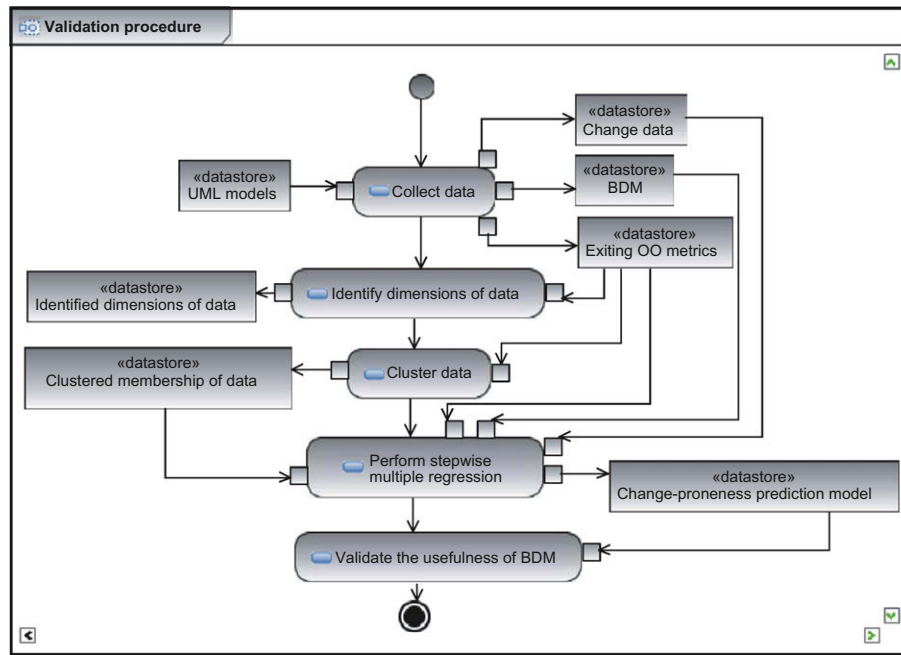 Validation procedure
«datastore»
Change data
«datastore»
UML models
Collect data
«datastore»
BDM
«datastore»
Exiting OO metrics
«datastore»
Identified dimensions of data
Identify dimensions of data
«datastore»
Clustered membership of data
Cluster data
Perform stepwise
multiple regression
«datastore»
Change-proneness prediction model
Validate the usefulness of BDM